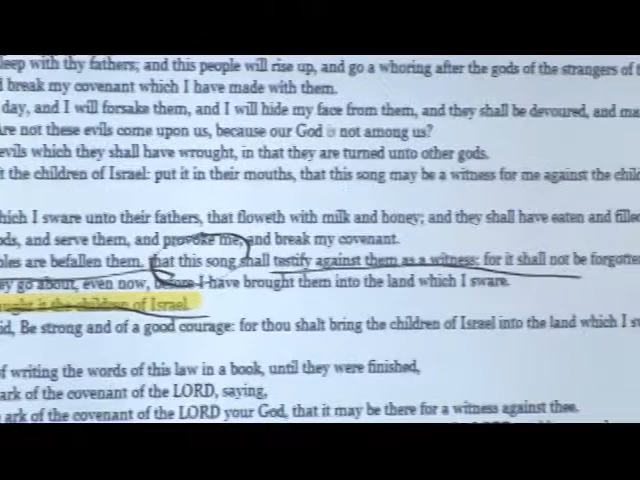 leep with thy fathers; and this people will rise up, and go a whoring after the gods of the strangers of
break my covenant which I have made with them.
day, and I will forsake them, and I will hide my face from them, and they shall be devoured, and
Are not these evils come upon us, because our God is not among us?
evils which they shall have wrought, in that they are turned unto other gods.
the children of Israel: put it in their mouths, that this song may be a witness for me against the
hich I sware unto their fathers, that floweth with milk and honey; and they shall have eaten and filled
ods, and serve them, and provoke me, and break my covenant.
bles are befallen them, that this song shall testify against them as a witness; for it shall not be forgotten
ey go about, even now, before I have brought them into the land which I sware.
ught is the children of Israel.
id, Be strong and of a good courage: for thou shalt bring the children of Israel into the land which I
of writing the words of this law in a book, until they were finished,
ark of the covenant of the LORD, saying,
ark of the covenant of the LORD your God, that it may be there for a witness against thee.